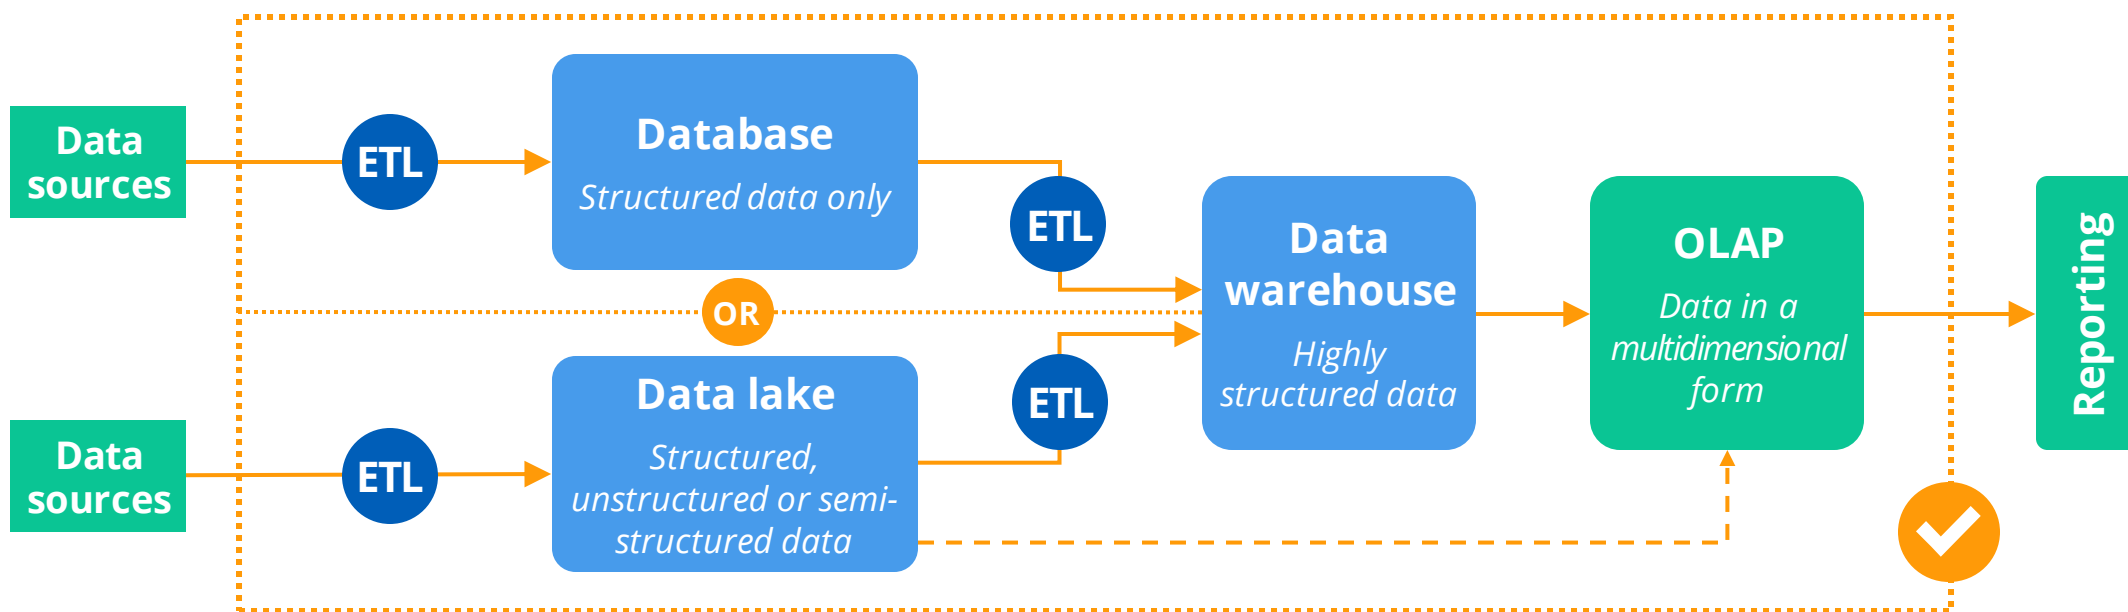 Data
sources
ETL
Database
Structured data only
ETL
OR
Data
sources
ETL
Data lake
Structured,
unstructured or semi-
structured data
ETL
Data
warehouse
Highly
structured data
OLAP
Data in a
multidimensional
form
Reporting